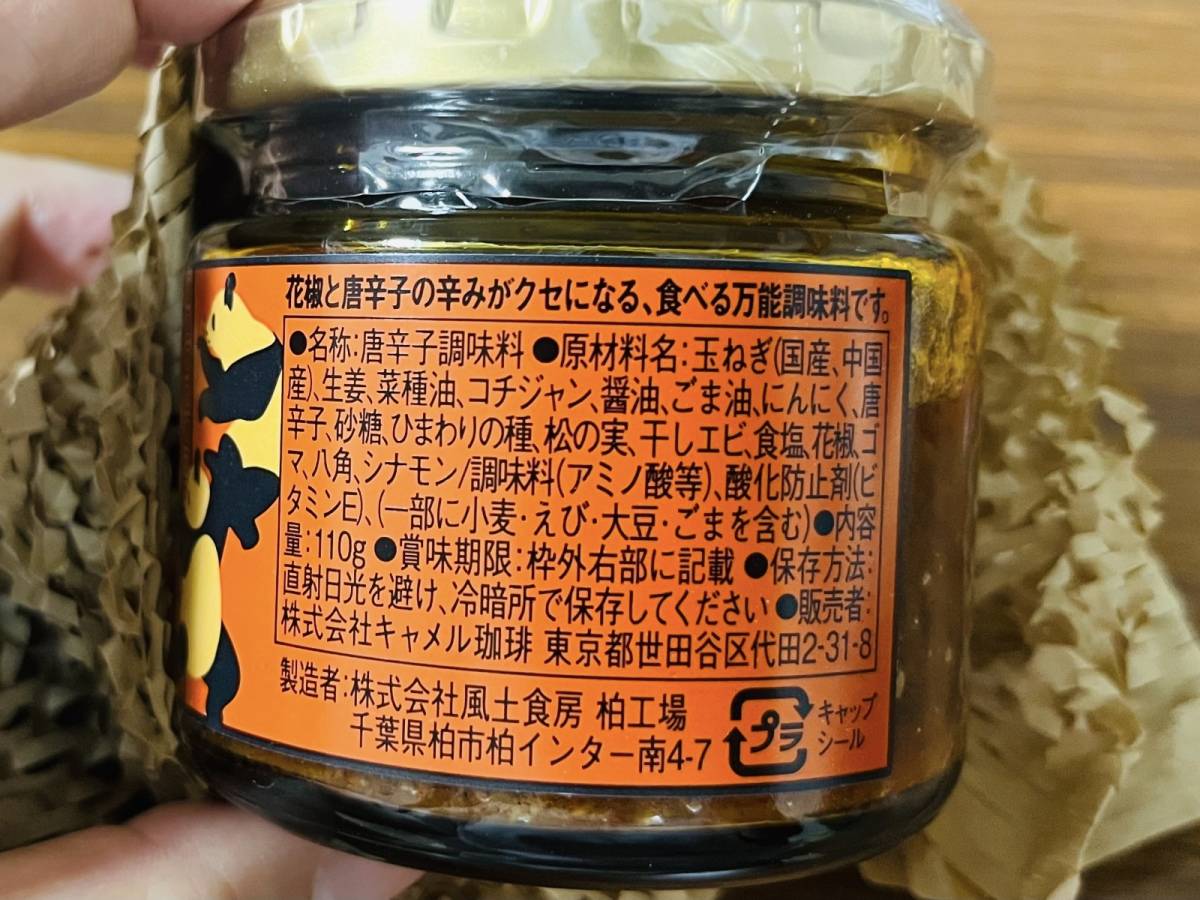 花椒と唐辛子の辛みがクセになる、食べる万能調味料です。
●名称:唐辛子調味料 ●原材料名:玉ねぎ(国産、中国
産)、生姜、菜種油、コチジャン、醤油、ごま油、にんにく、唐
辛子、砂糖、ひまわりの種、松の実、干しエビ、食塩、花椒、ゴ
マ、八角、シナモン/調味料(アミノ酸等)、酸化防止剤(ビ
タミンE)、(一部に小麦・えび・大豆・ごまを含む)●内容
量:110g ●賞味期限:枠外右部に記載 ●保存方法:
直射日光を避け、冷暗所で保存してください ●販売者:
株式会社キャメル珈琲 東京都世田谷区代田2-31-8
製造者:株式会社風土食房 柏工場
千葉県柏市柏インター南4-7
プラ
キャップ
シール